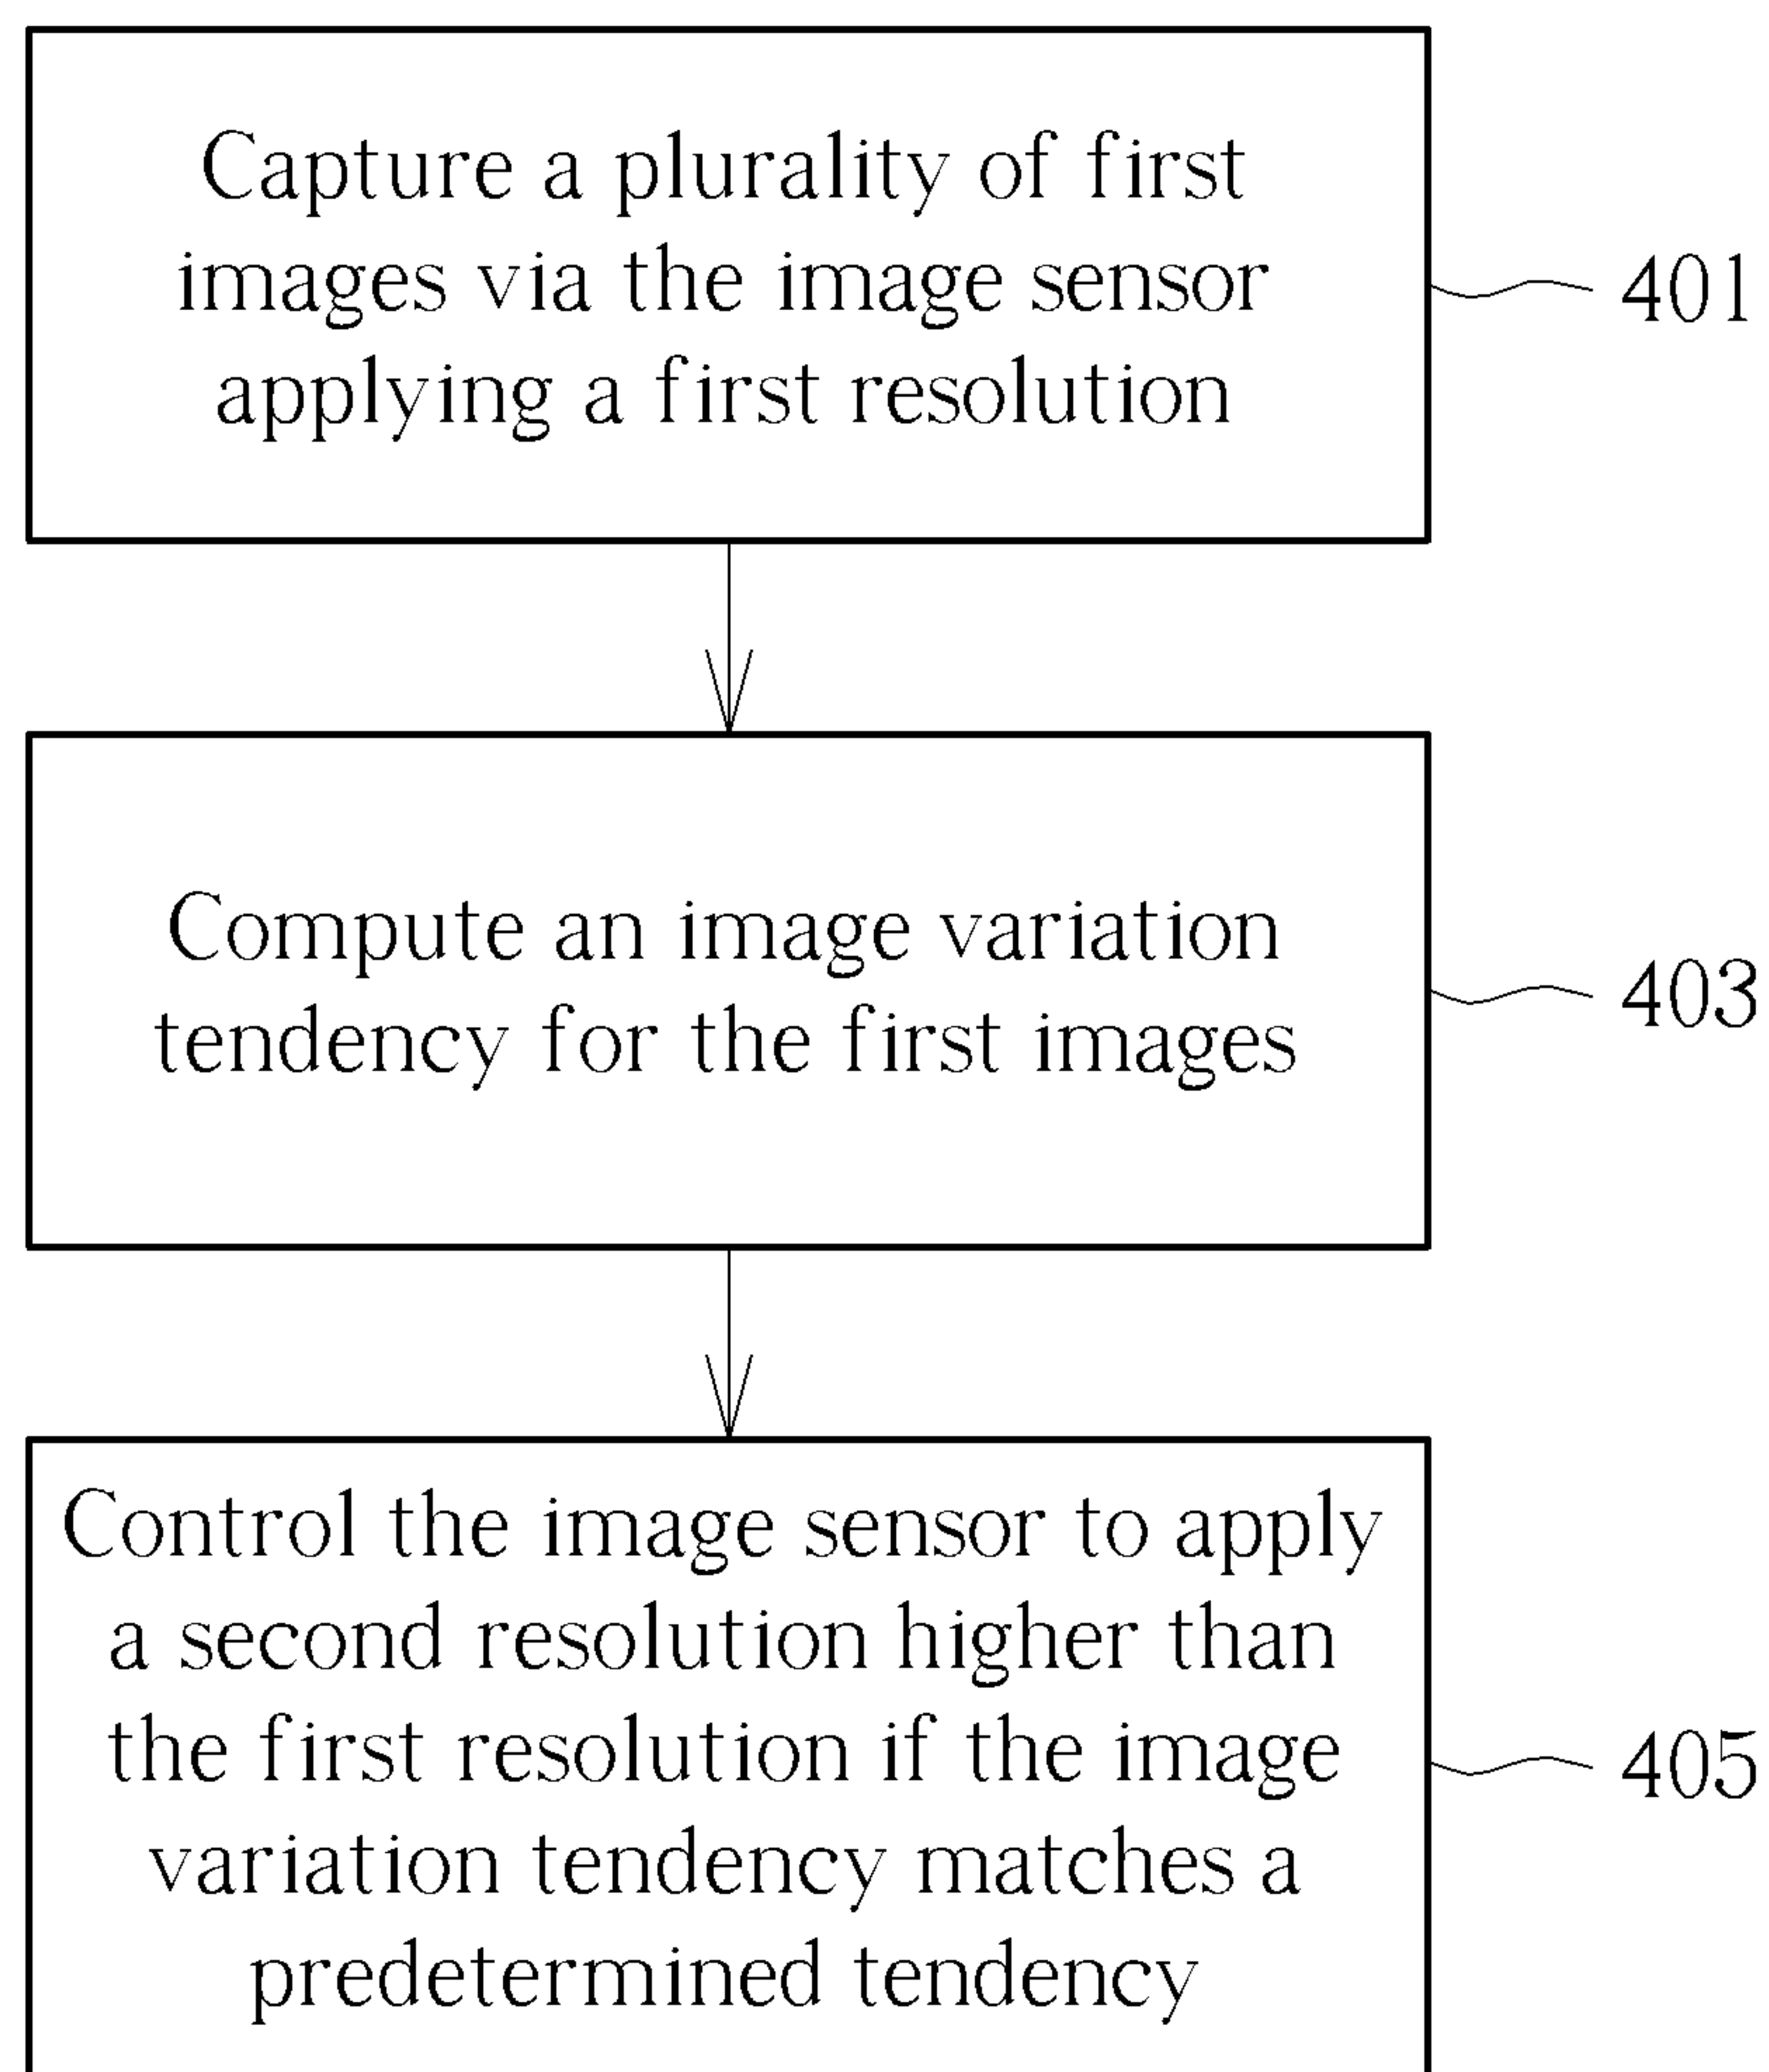 Capture a plurality of first
images via the image sensor
applying a first resolution
401
Compute an image variation
tendency for the first images
403
Control the image sensor to apply
a second resolution higher than
the first resolution if the image
variation tendency matches a
predetermined tendency
405